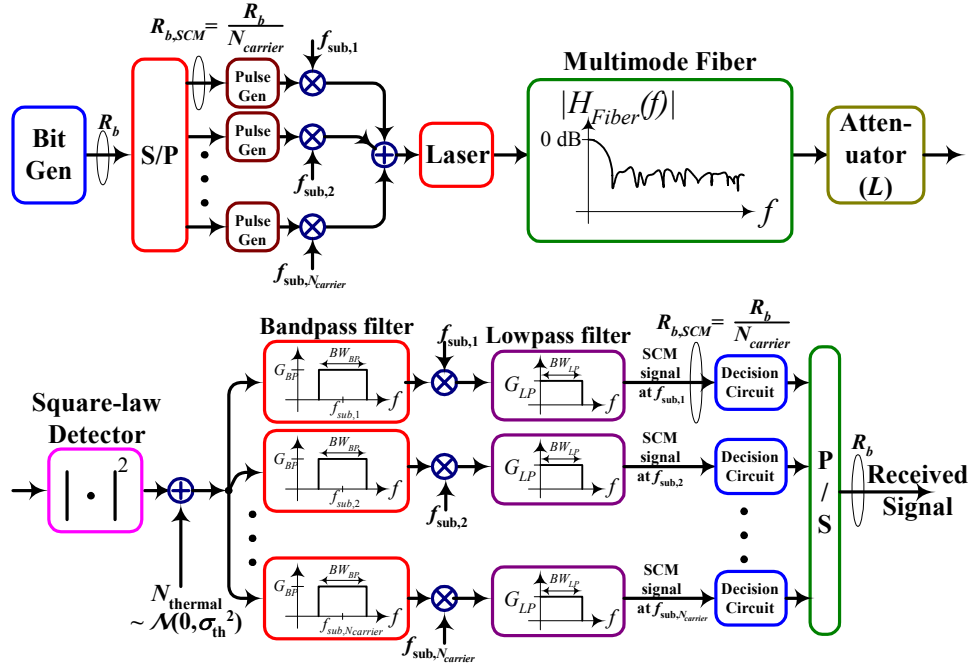 R_b,SCM = R_b / N_carrier
f_sub,1
Bit Gen
R_b
S/P
Pulse Gen
Pulse Gen
f_sub,2
Pulse Gen
f_sub,N_carrier
Laser
Multimode Fiber
|H_Fiber(f)|
0 dB
f
Atten-
uator
(L)
Square-law
Detector
| • |²
N_thermal
~ 𝒩(0,σ_th²)
Bandpass filter
G_BP
BW_BP
f_sub,1
f
f_sub,1
Lowpass filter
G_LP
BW_LP
f
SCM
signal
at f_sub,1
R_b,SCM = R_b / N_carrier
Decision
Circuit
G_BP
BW_BP
f_sub,2
f
f_sub,2
G_LP
BW_LP
f
SCM
signal
at f_sub,2
Decision
Circuit
G_BP
BW_BP
f_sub,Ncarrier
f
f_sub,N_carrier
G_LP
BW_LP
f
SCM
signal
at f_sub,N_carrier
Decision
Circuit
P
/
S
R_b
Received
Signal